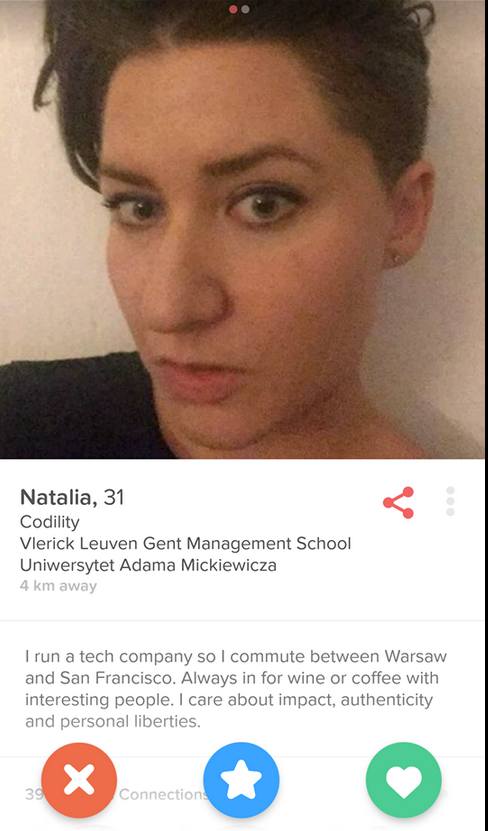 Natalia, 31
Codility
Vlerick Leuven Gent Management School
Uniwersytet Adama Mickiewicza
4 km away
I run a tech company so I commute between Warsaw
and San Francisco. Always in for wine or coffee with
interesting people. I care about impact, authenticity
and personal liberties.
39 Connections